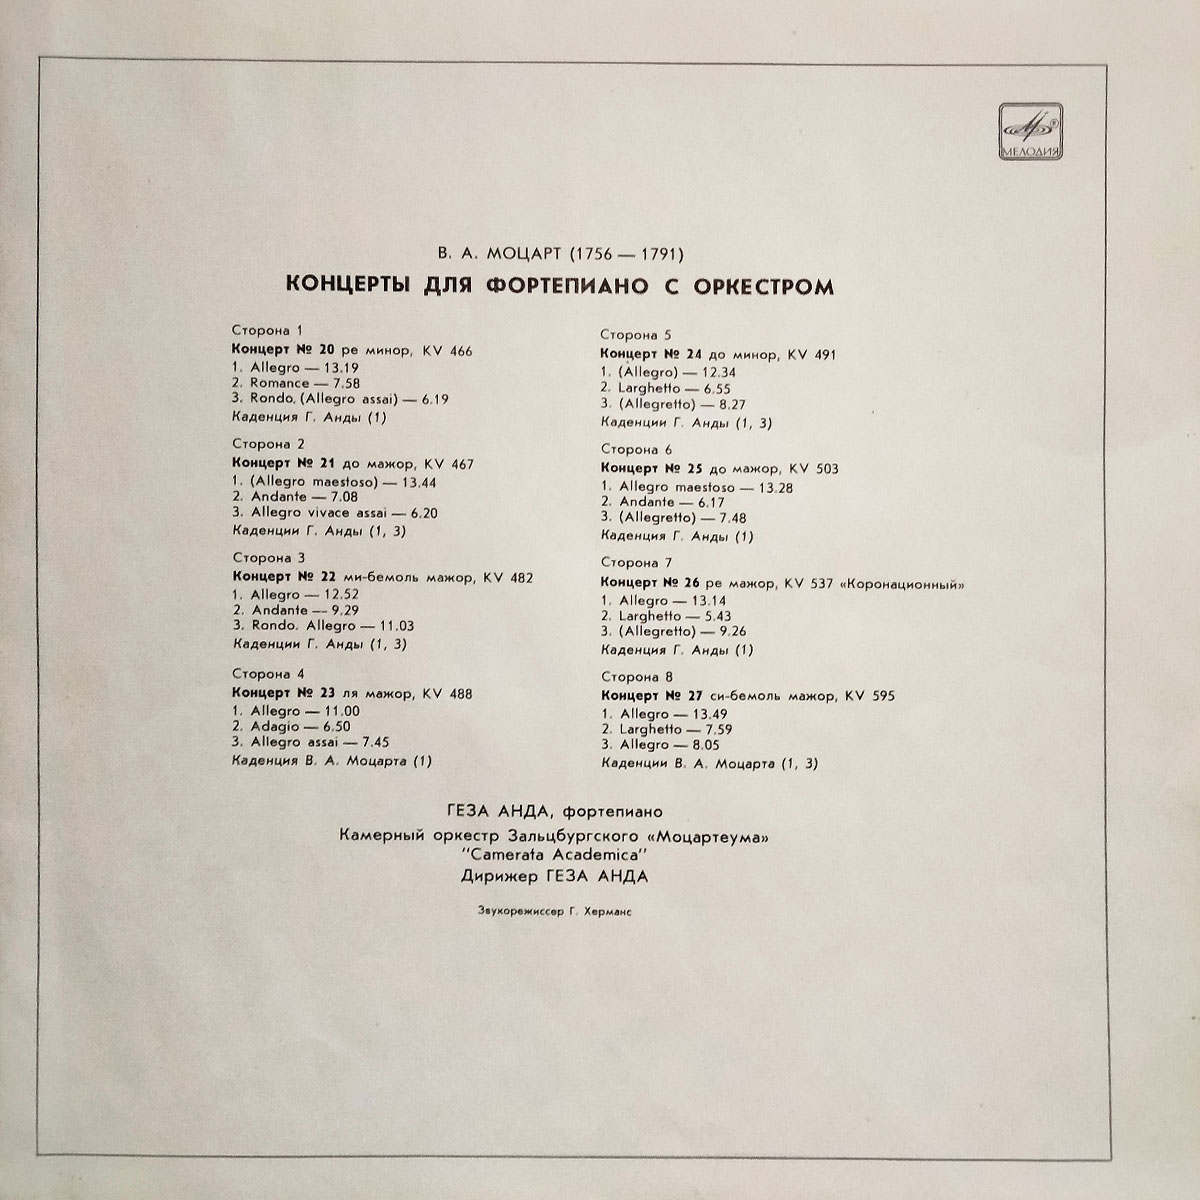 МЕЛОДИЯ
В. А. МОЦАРТ (1756 — 1791)
КОНЦЕРТЫ ДЛЯ ФОРТЕПИАНО С ОРКЕСТРОМ
Сторона 1
Концерт № 20 ре минор, KV 466
1. Allegro — 13.19
2. Romance — 7.58
3. Rondo. (Allegro assai) — 6.19
Каденция Г. Анды (1)
Сторона 2
Концерт № 21 до мажор, KV 467
1. (Allegro maestoso) — 13.44
2. Andante — 7.08
3. Allegro vivace assai — 6.20
Каденции Г. Анды (1, 3)
Сторона 3
Концерт № 22 ми-бемоль мажор, KV 482
1. Allegro — 12.52
2. Andante — 9.29
3. Rondo. Allegro — 11.03
Каденции Г. Анды (1, 3)
Сторона 4
Концерт № 23 ля мажор, KV 488
1. Allegro — 11.00
2. Adagio — 6.50
3. Allegro assai — 7.45
Каденция В. А. Моцарта (1)
Сторона 5
Концерт № 24 до минор, KV 491
1. (Allegro) — 12.34
2. Larghetto — 6.55
3. (Allegretto) — 8.27
Каденции Г. Анды (1, 3)
Сторона 6
Концерт № 25 до мажор, KV 503
1. Allegro maestoso — 13.28
2. Andante — 6.17
3. (Allegretto) — 7.48
Каденция Г. Анды (1)
Сторона 7
Концерт № 26 ре мажор, KV 537 «Коронационный»
1. Allegro — 13.14
2. Larghetto — 5.43
3. (Allegretto) — 9.26
Каденция Г. Анды (1)
Сторона 8
Концерт № 27 си-бемоль мажор, KV 595
1. Allegro — 13.49
2. Larghetto — 7.59
3. Allegro — 8.05
Каденции В. А. Моцарта (1, 3)
ГЕЗА АНДА, фортепиано
Камерный оркестр Зальцбургского «Моцартеума»
"Camerata Academica"
Дирижер ГЕЗА АНДА
Звукорежиссер Г. Херманс